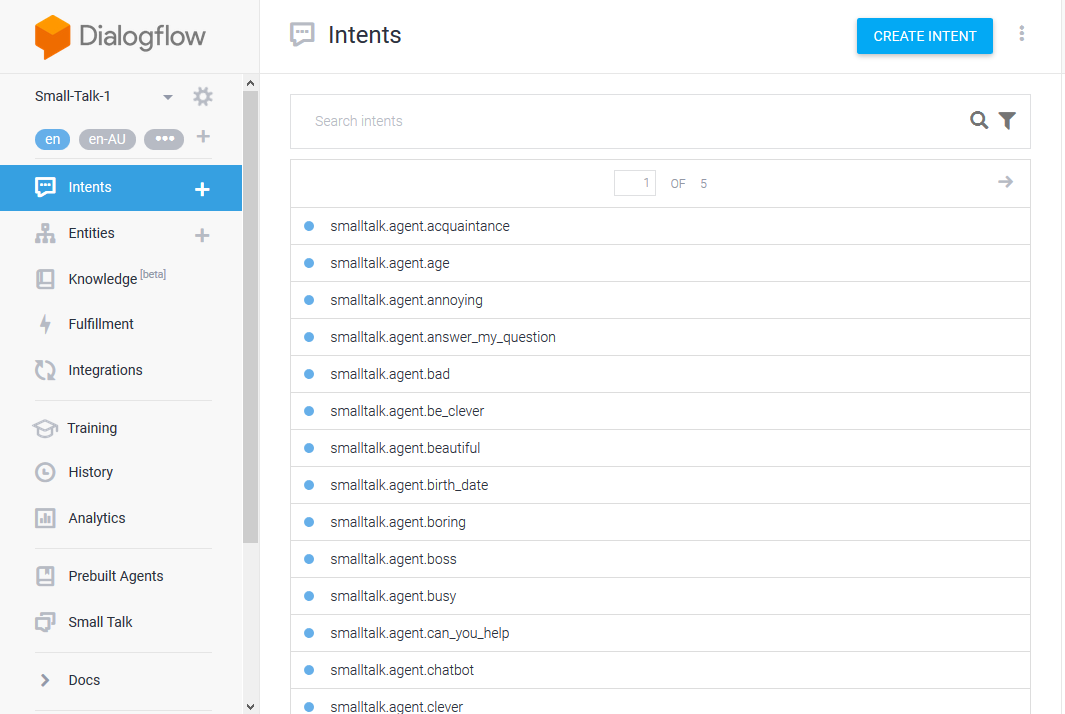 Dialogflow
Intents
CREATE INTENT
Small-Talk-1
en
en-AU
Intents
Entities
Knowledge [beta]
Fulfillment
Integrations
Training
History
Analytics
Prebuilt Agents
Small Talk
Docs
Search intents
1 OF 5
smalltalk.agent.acquaintance
smalltalk.agent.age
smalltalk.agent.annoying
smalltalk.agent.answer_my_question
smalltalk.agent.bad
smalltalk.agent.be_clever
smalltalk.agent.beautiful
smalltalk.agent.birth_date
smalltalk.agent.boring
smalltalk.agent.boss
smalltalk.agent.busy
smalltalk.agent.can_you_help
smalltalk.agent.chatbot
smalltalk.agent.clever